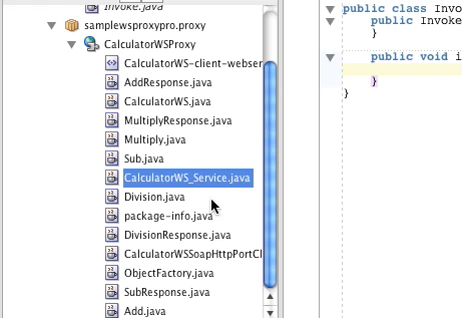 Invoke.java
samplewsproxypro.proxy
CalculatorWSProxy
CalculatorWS-client-webser
AddResponse.java
CalculatorWS.java
MultiplyResponse.java
Multiply.java
Sub.java
CalculatorWS_Service.java
Division.java
package-info.java
DivisionResponse.java
CalculatorWSSoapHttpPortCl
ObjectFactory.java
SubResponse.java
Add.java
public class Invo
public Invoke
}
public void i
}
}